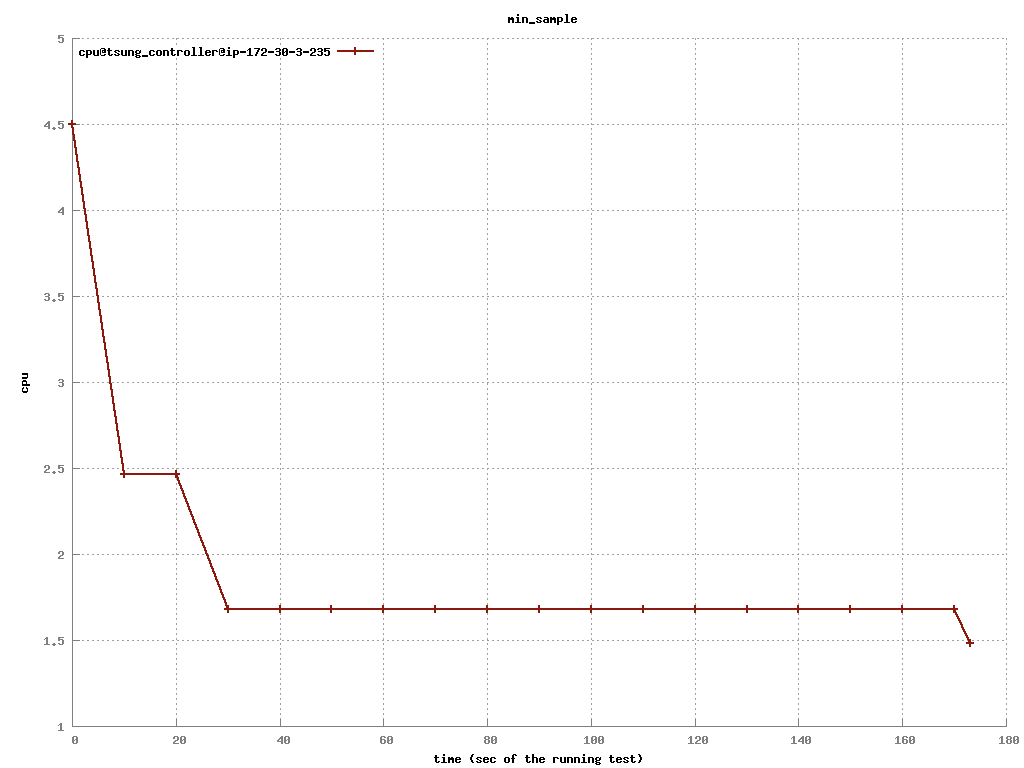 min_sample
cpu@tsung_controller@ip-172-30-3-235
5
4.5
4
3.5
3
2.5
2
1.5
1
cpu
0 20 40 60 80 100 120 140 160 180
time (sec of the running test)